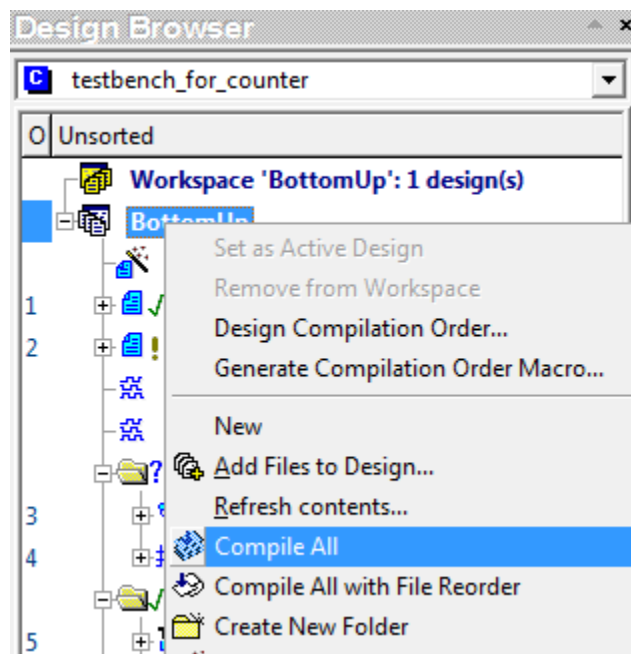 Design Browser
C testbench_for_counter
O Unsorted
Workspace 'BottomUp': 1 design(s)
BottomUp
Set as Active Design
Remove from Workspace
1
Design Compilation Order...
2
Generate Compilation Order Macro...
New
?
Add Files to Design...
3
Refresh contents...
4
Compile All
Compile All with File Reorder
5
Create New Folder